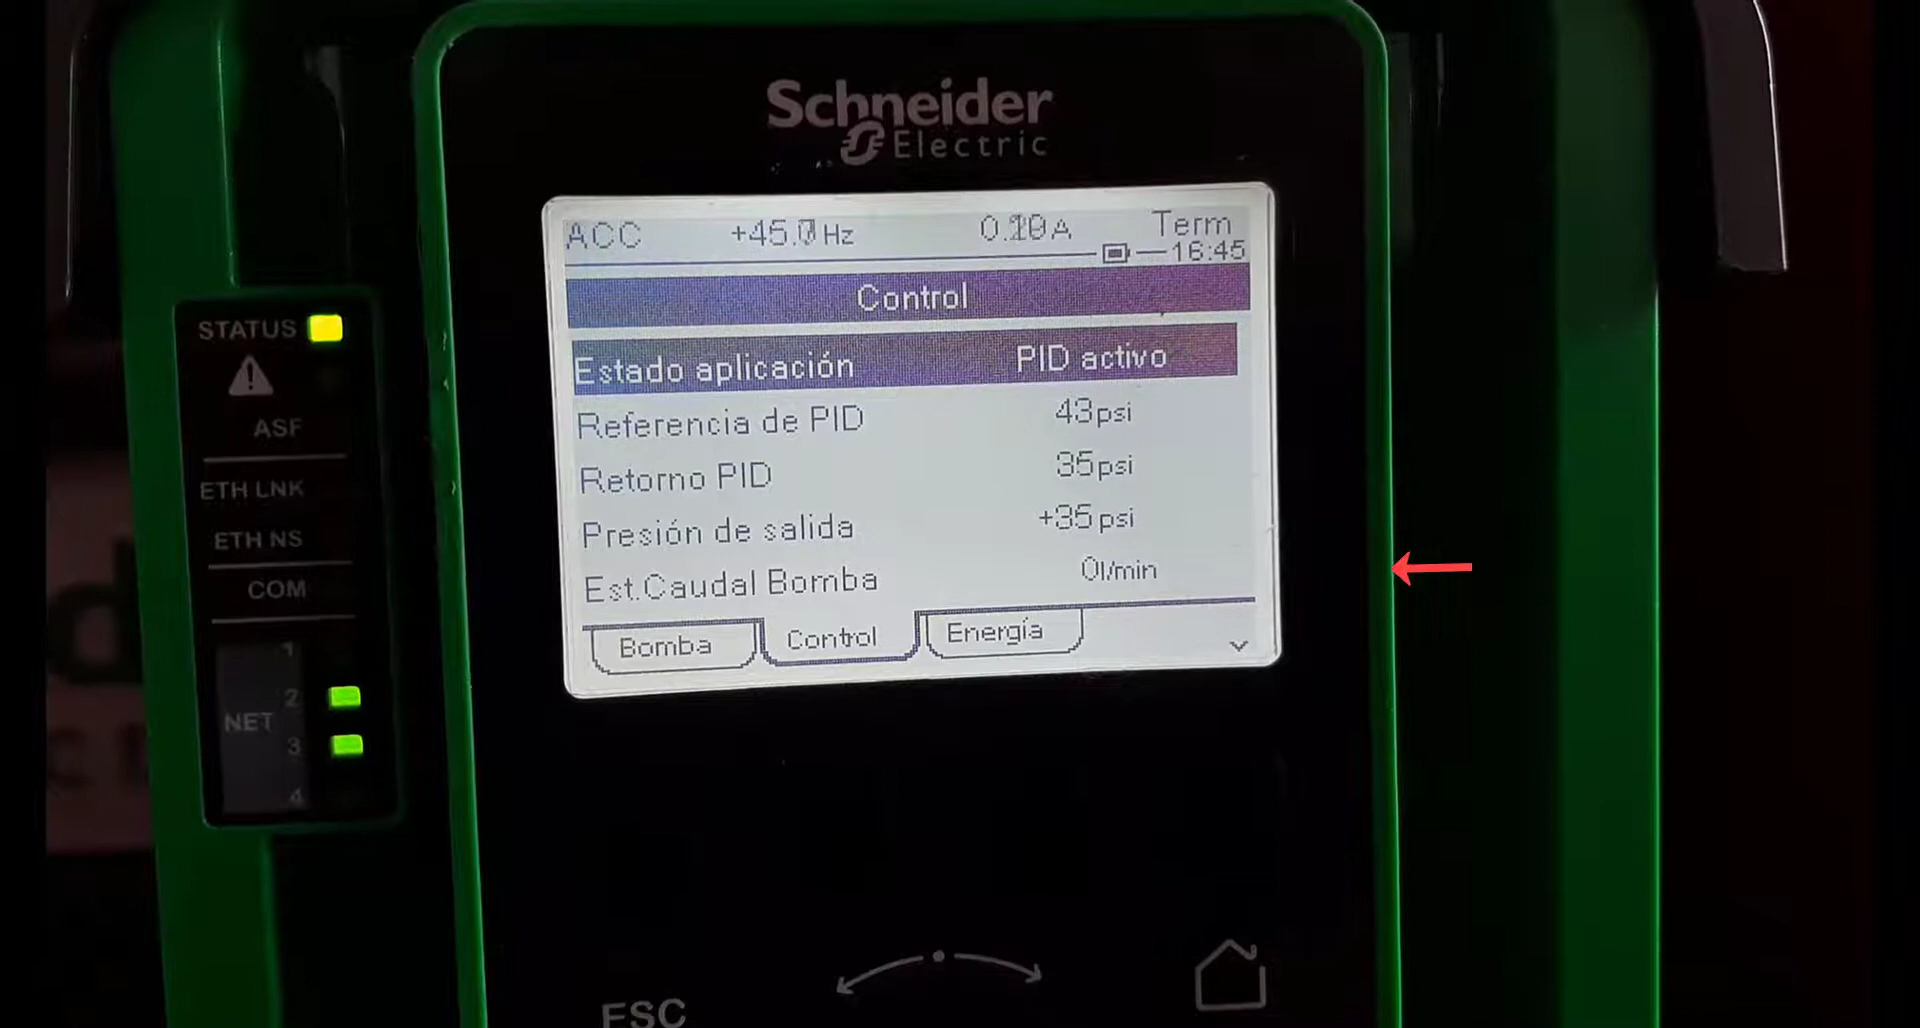 Schneider
Electric
ACC +45. Hz 0. A Term
16:45
Control
Estado aplicación PID activo
Referencia de PID 43psi
Retorno PID 35psi
Presión de salida +35psi
Est.Caudal Bomba 0l/min
Bomba Control Energía
STATUS
ASF
ETH LNK
ETH NS
COM
1
2
NET
3
4
ESC